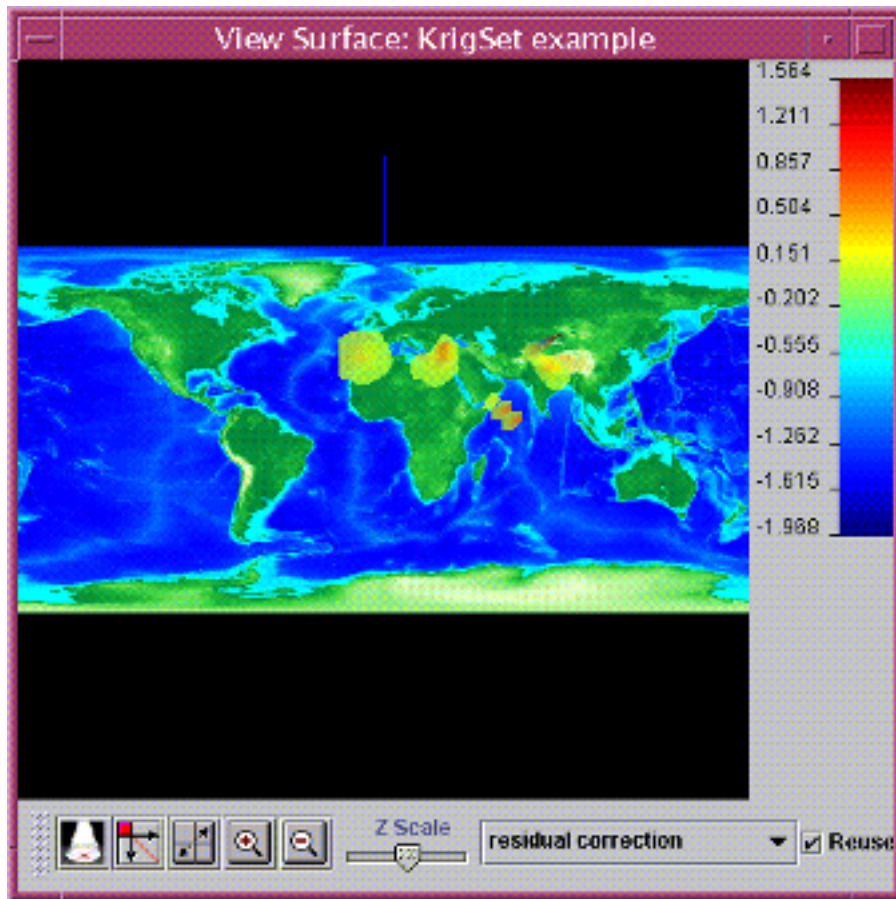 View Surface: KrigSet example
1.564
1.211
0.857
0.504
0.151
-0.202
-0.555
-0.908
-1.262
-1.615
-1.968
Z Scale
residual correction
Reuse